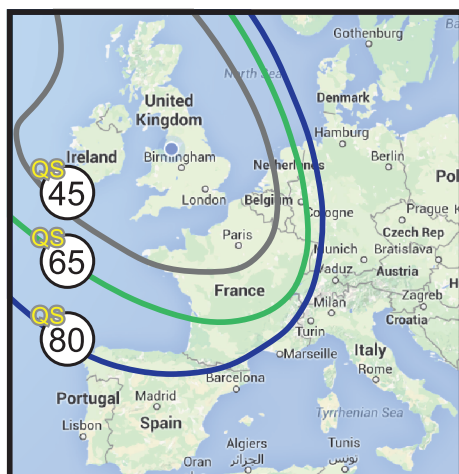 Gothenburg
North Sea
Denmark
United
Kingdom
Hamburg
Berlin
Ireland
Birmingham
Netherlands
London
QS
45
Belgium
Cologne
Prague
Paris
Czech Rep
QS
65
Munich
Bratislava
Vaduz
Austria
France
Milan
Zagreb
QS
80
Turin
Croatia
Marseille
Italy
Rome
Barcelona
Portugal
Madrid
Lisbon
Spain
Tyrrhenian Sea
Algiers
الجزائر
Tunis
تونس
Oran